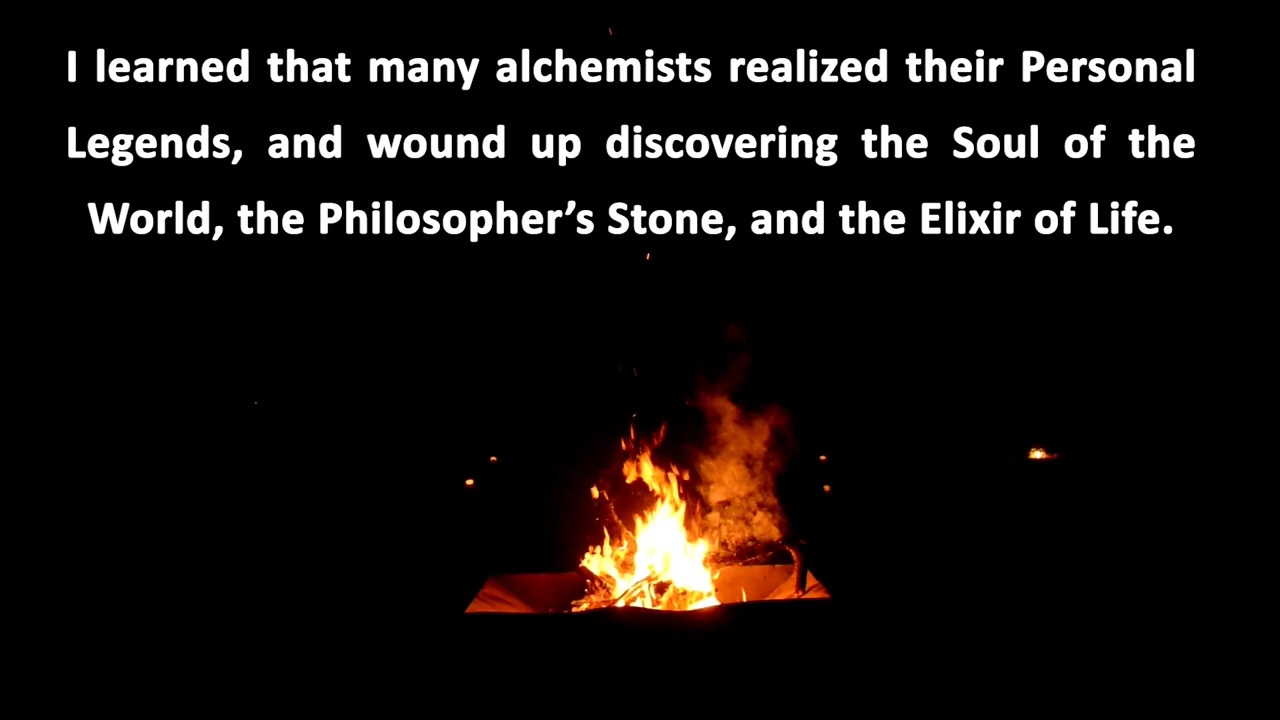 I learned that many alchemists realized their Personal
Legends, and wound up discovering the Soul of the
World, the Philosopher’s Stone, and the Elixir of Life.